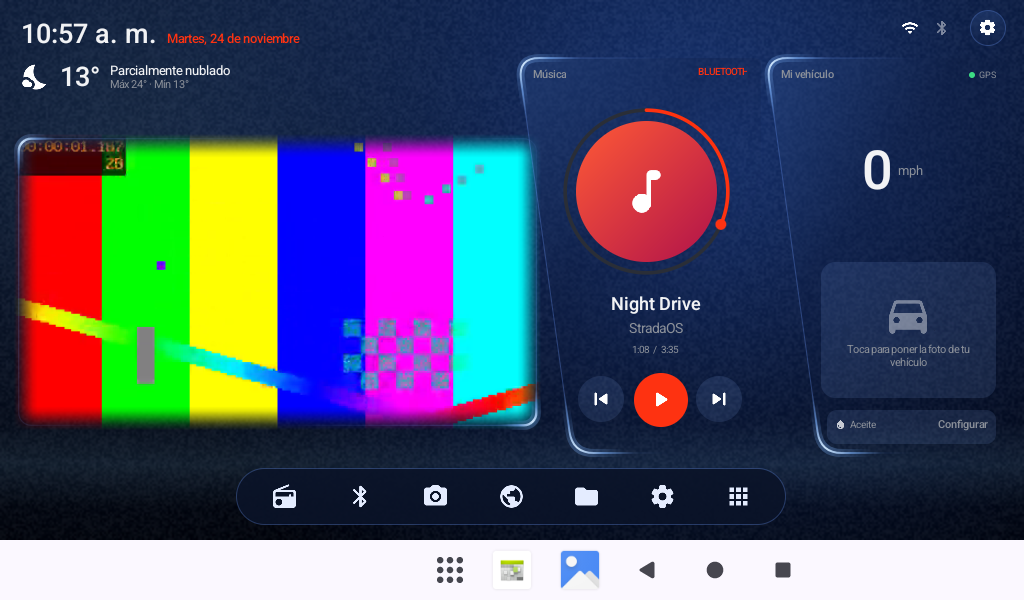 10:57 a. m. Martes, 24 de noviembre
13° Parcialmente nublado
Máx 24° · Mín 13°
Música
BLUETOOTH
Night Drive
StradaOS
1:08 / 3:35
Mi vehículo
GPS
0 mph
Toca para poner la foto de tu
vehículo
Aceite
Configurar
28